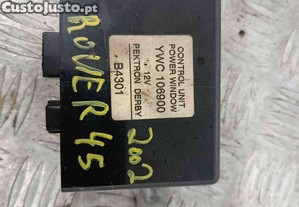 CustoJusto.pt
CONTROL UNIT
POWER WINDOW
YWC 106900
12V
PEKTRON DERBY
B4301
ROVER 45
2002